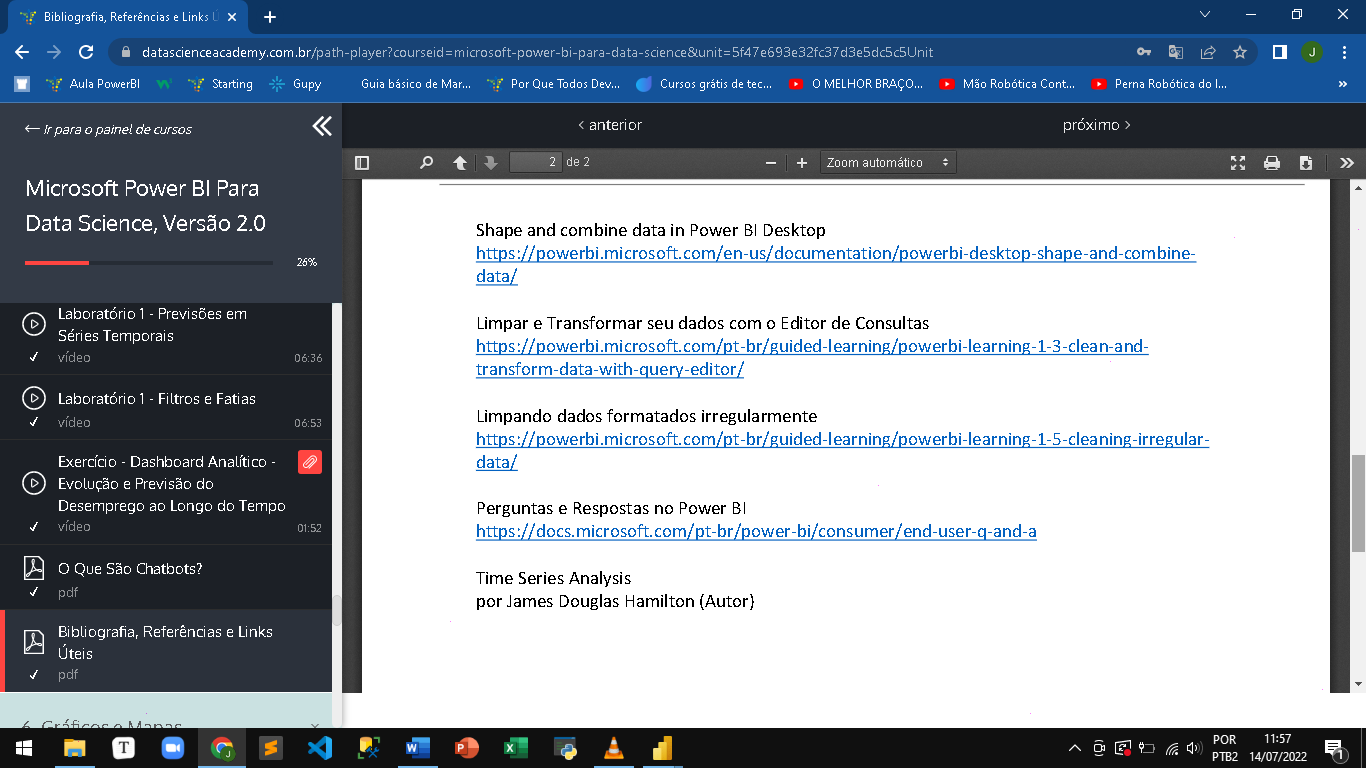 Bibliografia, Referências e Links Ú
datascienceacademy.com.br/path-player?courseid=microsoft-power-bi-para-data-science&unit=5f47e693e32fc37d3e5dc5c5Unit
J
Aula PowerBI
Starting
Gupy
Guia básico de Mar...
Por Que Todos Dev...
Cursos grátis de tec...
O MELHOR BRAÇO...
Mão Robótica Cont...
Perna Robótica do I...
»
← Ir para o painel de cursos
Microsoft Power BI Para
Data Science, Versão 2.0
26%
Laboratório 1 - Previsões em
Séries Temporais
vídeo 06:36
Laboratório 1 - Filtros e Fatias
vídeo 06:53
Exercício - Dashboard Analítico -
Evolução e Previsão do
Desemprego ao Longo do Tempo
vídeo 01:52
O Que São Chatbots?
pdf
Bibliografia, Referências e Links
Úteis
pdf
6. Gráficos e Mapas
< anterior
próximo >
2 de 2
Zoom automático
Shape and combine data in Power BI Desktop
https://powerbi.microsoft.com/en-us/documentation/powerbi-desktop-shape-and-combine-
data/
Limpar e Transformar seu dados com o Editor de Consultas
https://powerbi.microsoft.com/pt-br/guided-learning/powerbi-learning-1-3-clean-and-
transform-data-with-query-editor/
Limpando dados formatados irregularmente
https://powerbi.microsoft.com/pt-br/guided-learning/powerbi-learning-1-5-cleaning-irregular-
data/
Perguntas e Respostas no Power BI
https://docs.microsoft.com/pt-br/power-bi/consumer/end-user-q-and-a
Time Series Analysis
por James Douglas Hamilton (Autor)
POR
PTB2
11:57
14/07/2022
1